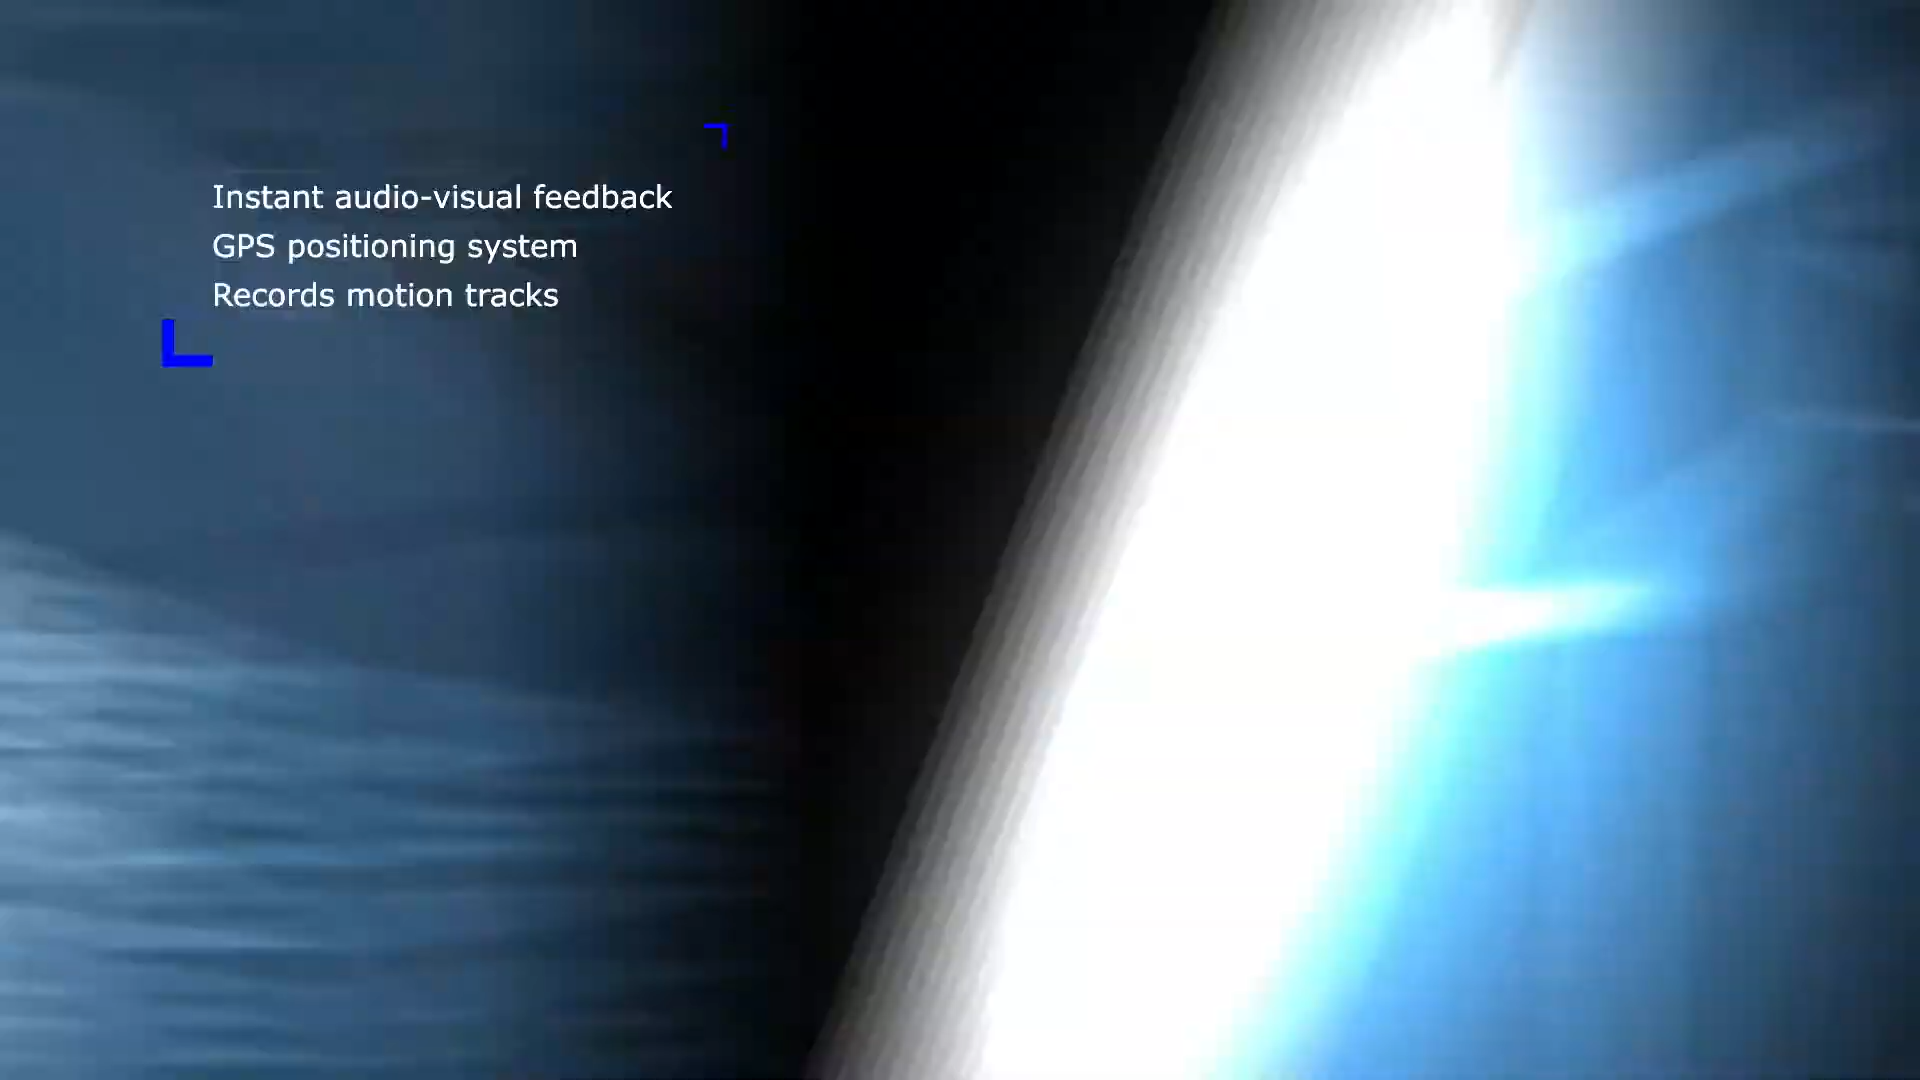 Instant audio-visual feedback
GPS positioning system
Records motion tracks